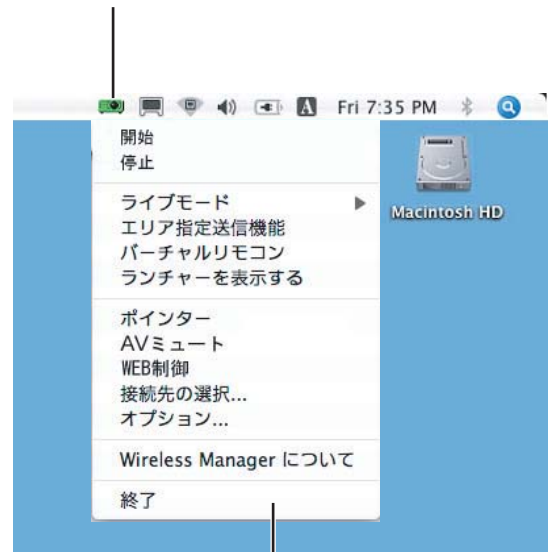 A
Fri 7:35 PM
開始
停止
ライブモード
エリア指定送信機能
バーチャルリモコン
ランチャーを表示する
Macintosh HD
ポインター
AVミュート
WEB制御
接続先の選択...
オプション...
Wireless Manager について
終了